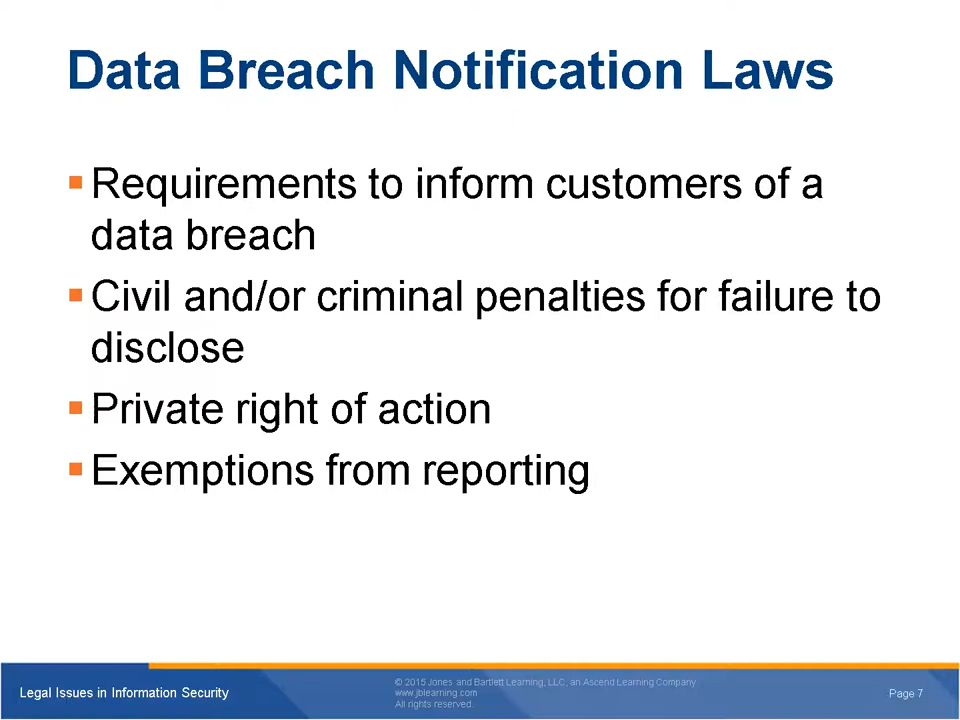 Data Breach Notification Laws
Requirements to inform customers of a
data breach
Civil and/or criminal penalties for failure to
disclose
Private right of action
Exemptions from reporting
Legal Issues in Information Security
© 2015 Jones and Bartlett Learning, LLC, an Ascend Learning Company
www.jblearning.com
All rights reserved.
Page 7